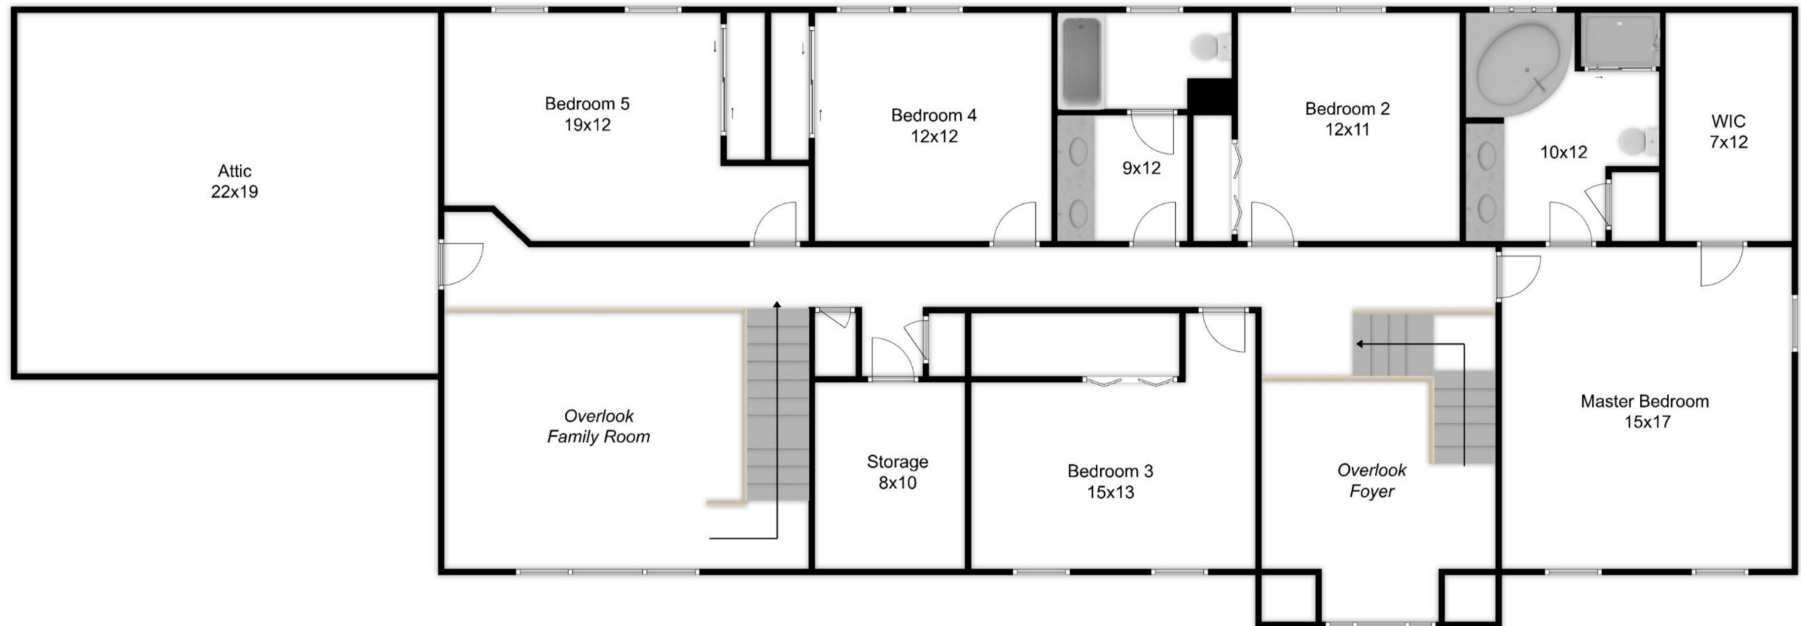 Attic
22x19
Bedroom 5
19x12
Bedroom 4
12x12
9x12
Bedroom 2
12x11
10x12
WIC
7x12
Overlook
Family Room
Storage
8x10
Bedroom 3
15x13
Overlook
Foyer
Master Bedroom
15x17